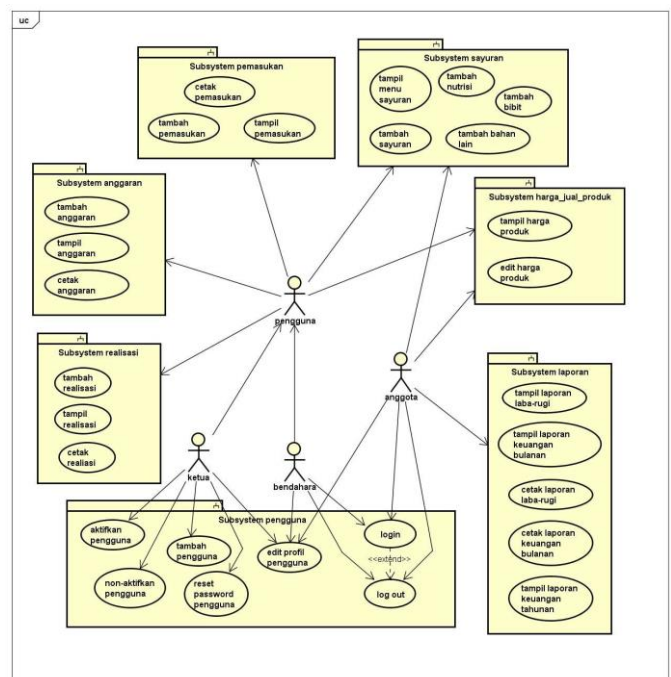 uc
Subsystem pemasukan
cetak
pemasukan
tambah
pemasukan
tampil
pemasukan
Subsystem sayuran
tampil
menu
sayuran
tambah
nutrisi
tambah
bibit
tambah
sayuran
tambah bahan
lain
Subsystem anggaran
tambah
anggaran
tampil
anggaran
cetak
anggaran
Subsystem harga_jual_produk
tampil harga
produk
edit harga
produk
pengguna
Subsystem realisasi
tambah
realisasi
tampil
realisasi
cetak
realiasi
anggota
Subsystem laporan
tampil laporan
laba-rugi
tampil laporan
keuangan
bulanan
cetak laporan
laba-rugi
cetak laporan
keuangan
bulanan
tampil laporan
keuangan
tahunan
ketua
bendahara
Subsystem pengguna
aktifkan
pengguna
tambah
pengguna
edit profil
pengguna
login
<<extend>>
non-aktifkan
pengguna
reset
password
pengguna
log out